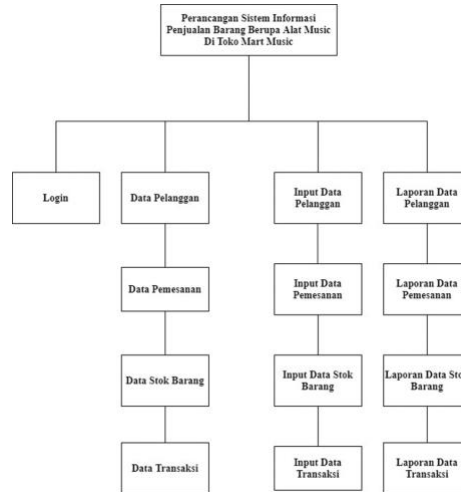 Perancangan Sistem Informasi
Penjualan Barang Berupa Alat Music
Di Toko Mart Music
Login
Data Pelanggan
Input Data
Pelanggan
Laporan Data
Pelanggan
Data Pemesanan
Input Data
Pemesanan
Laporan Data
Pemesanan
Data Stok Barang
Input Data Stok
Barang
Laporan Data Sto
Barang
Data Transaksi
Input Data
Transaksi
Laporan Data
Transaksi